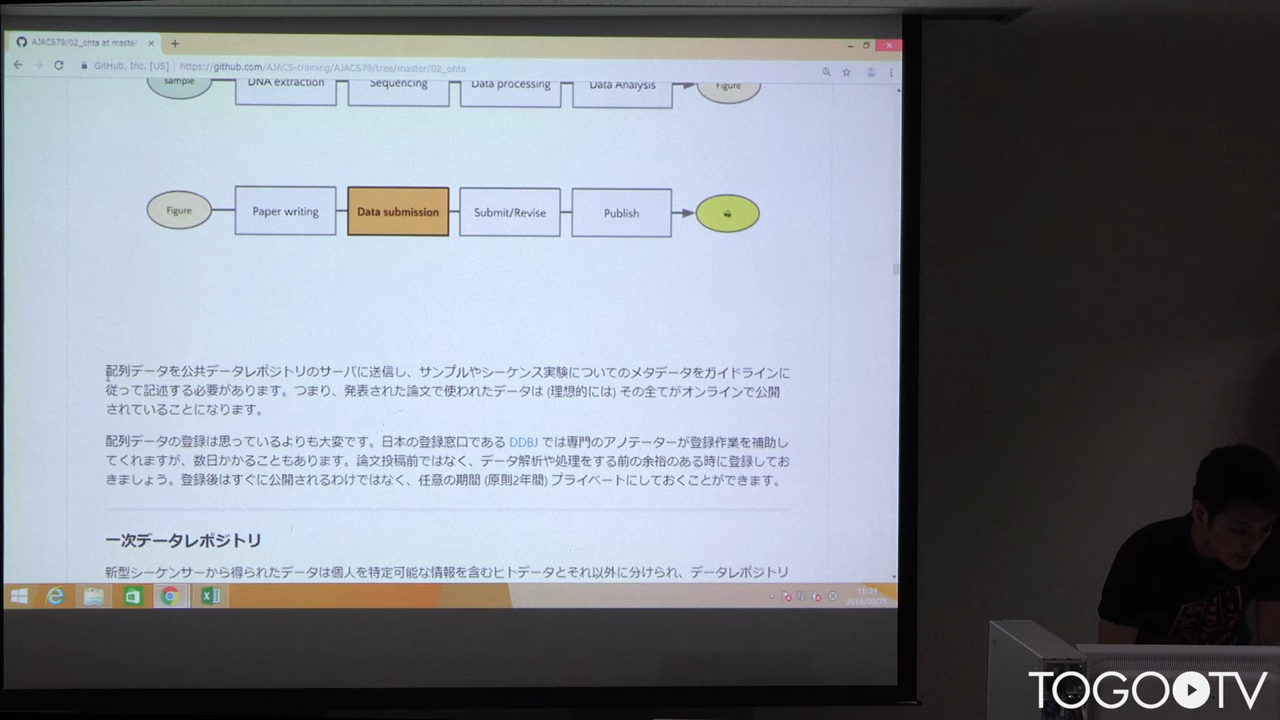 AJACS79/02_ohta at master
GitHub, Inc. [US] | https://github.com/AJACS-training/AJACS79/tree/master/02_ohta
sample DNA extraction Sequencing Data processing Data Analysis Figure
Figure Paper writing Data submission Submit/Revise Publish
配列データを公共データレポジトリのサーバに送信し、サンプルやシーケンス実験についてのメタデータをガイドラインに
従って記述する必要があります。つまり、発表された論文で使われたデータは (理想的には) その全てがオンラインで公開
されていることになります。
配列データの登録は思っているよりも大変です。日本の登録窓口である DDBJ では専門のアノテーターが登録作業を補助し
てくれますが、数日かかることもあります。論文投稿前ではなく、データ解析や処理をする前の余裕のある時に登録してお
きましょう。登録後はすぐに公開されるわけではなく、任意の期間 (原則2年間) プライベートにしておくことができます。
一次データレポジトリ
新型シーケンサーから得られたデータは個人を特定可能な情報を含むヒトデータとそれ以外に分けられ、データレポジトリ
11:24
2019/09/25
TOGO TV